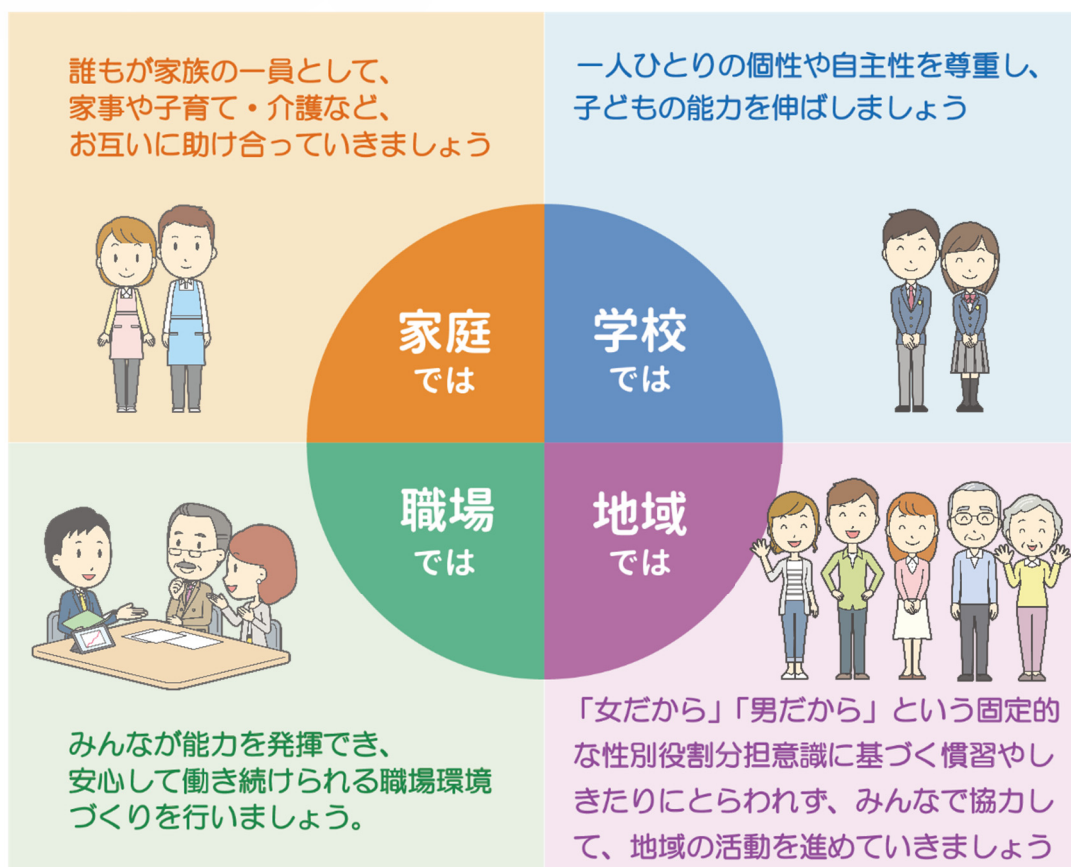 誰もが家族の一員として、
家事や子育て・介護など、
お互いに助け合っていきましょう
一人ひとりの個性や自主性を尊重し、
子どもの能力を伸ばしましょう
家庭
では
学校
では
職場
では
地域
では
みんなが能力を発揮でき、
安心して働き続けられる職場環境
づくりを行いましょう。
「女だから」「男だから」という固定的
な性別役割分担意識に基づく慣習やし
きたりにとらわれず、みんなで協力し
て、地域の活動を進めていきましょう